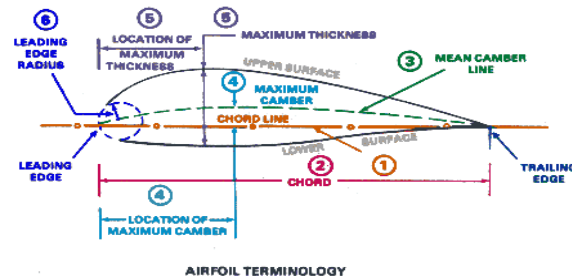 6
LEADING
EDGE
RADIUS
5
LOCATION OF
MAXIMUM
THICKNESS
5
MAXIMUM THICKNESS
UPPER SURFACE
3
MEAN CAMBER
LINE
4
MAXIMUM
CAMBER
CHORD LINE
LEADING
EDGE
LOWER SURFACE
2
CHORD
1
TRAILING
EDGE
4
LOCATION OF
MAXIMUM CAMBER
AIRFOIL TERMINOLOGY